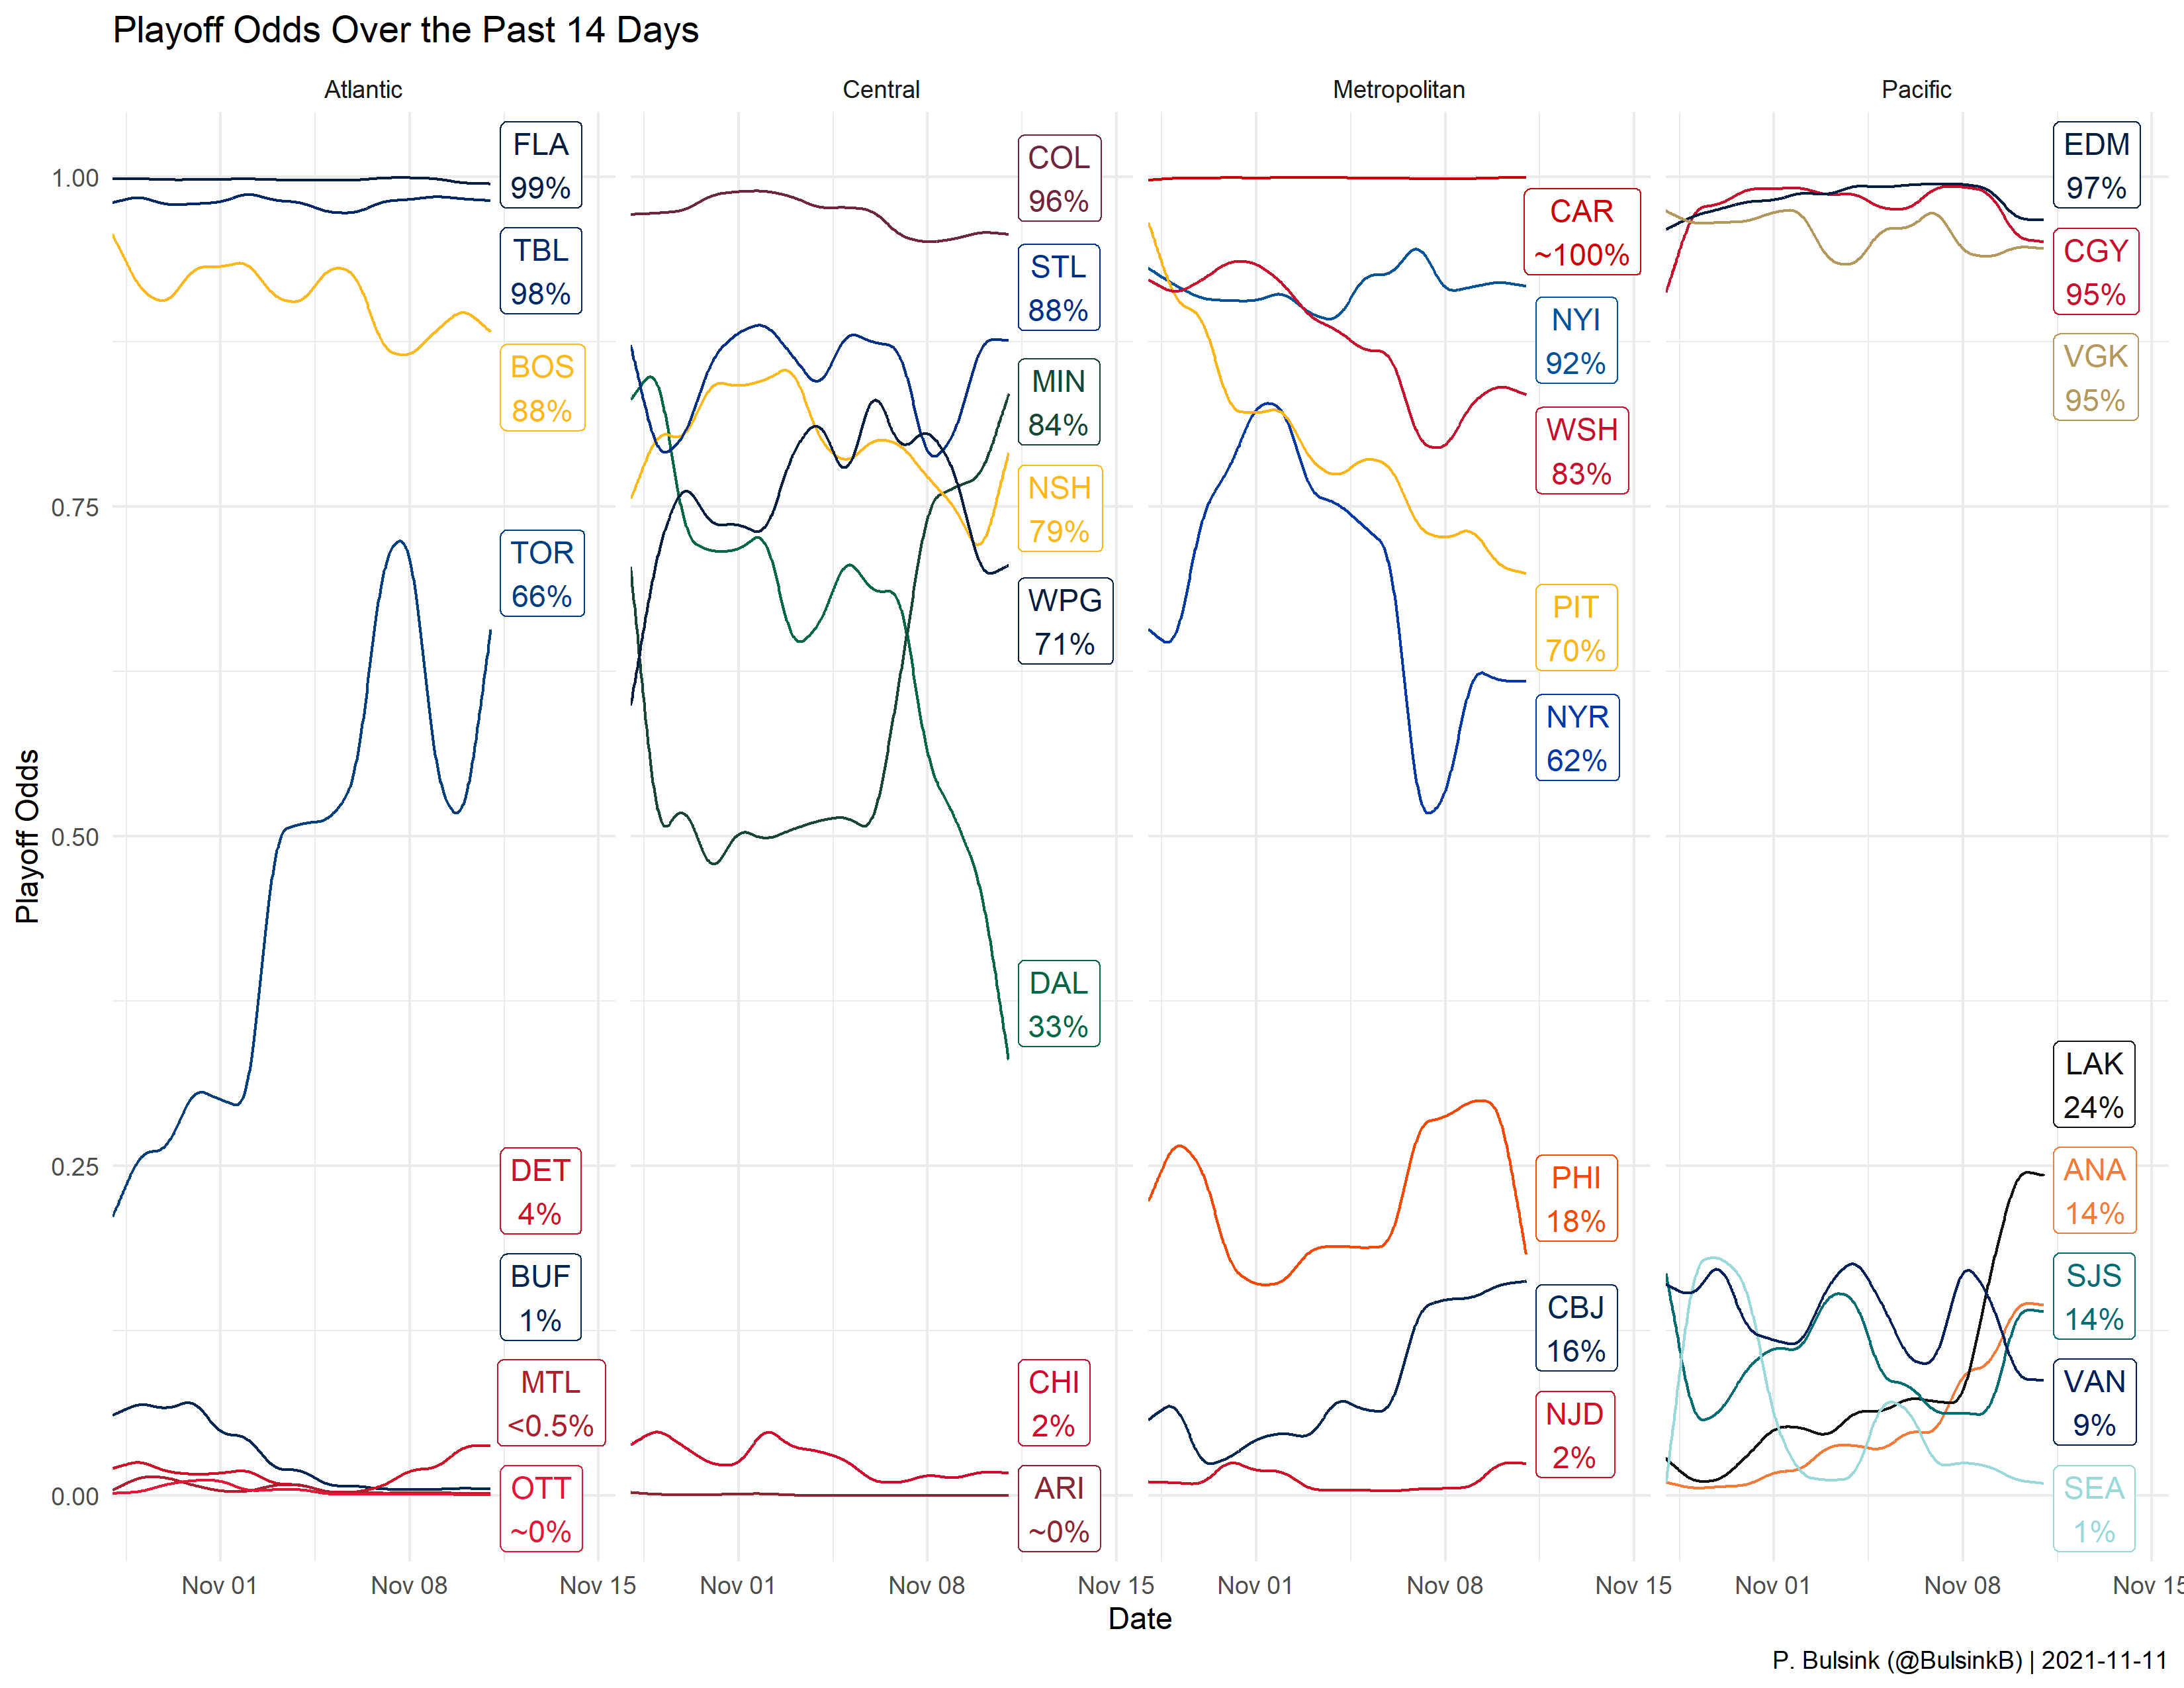 Playoff Odds Over the Past 14 Days
Atlantic
Central
Metropolitan
Pacific
Playoff Odds
1.00
0.75
0.50
0.25
0.00
FLA
99%
TBL
98%
BOS
88%
TOR
66%
DET
4%
BUF
1%
MTL
<0.5%
OTT
~0%
COL
96%
STL
88%
MIN
84%
NSH
79%
WPG
71%
DAL
33%
CHI
2%
ARI
~0%
CAR
~100%
NYI
92%
WSH
83%
PIT
70%
NYR
62%
PHI
18%
CBJ
16%
NJD
2%
EDM
97%
CGY
95%
VGK
95%
LAK
24%
ANA
14%
SJS
14%
VAN
9%
SEA
1%
Nov 01 Nov 08 Nov 15 Nov 01 Nov 08 Nov 15 Nov 01 Nov 08 Nov 15 Nov 01 Nov 08 Nov 15
Date
P. Bulsink (@BulsinkB) | 2021-11-11